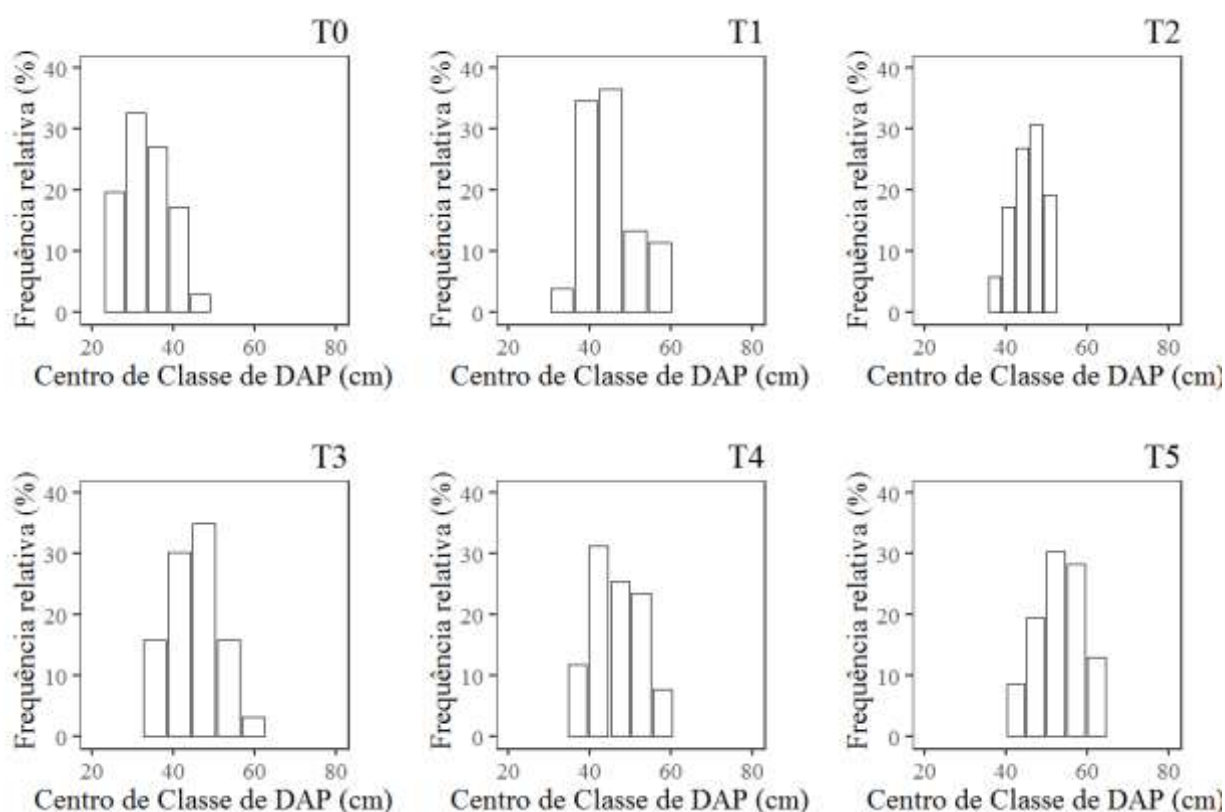 T0
Frequência relativa (%)
40
30
20
10
0
20 40 60 80
Centro de Classe de DAP (cm)
T1
Frequência relativa (%)
40
30
20
10
0
20 40 60 80
Centro de Classe de DAP (cm)
T2
Frequência relativa (%)
40
30
20
10
0
20 40 60 80
Centro de Classe de DAP (cm)
T3
Frequência relativa (%)
40
30
20
10
0
20 40 60 80
Centro de Classe de DAP (cm)
T4
Frequência relativa (%)
40
30
20
10
0
20 40 60 80
Centro de Classe de DAP (cm)
T5
Frequência relativa (%)
40
30
20
10
0
20 40 60 80
Centro de Classe de DAP (cm)